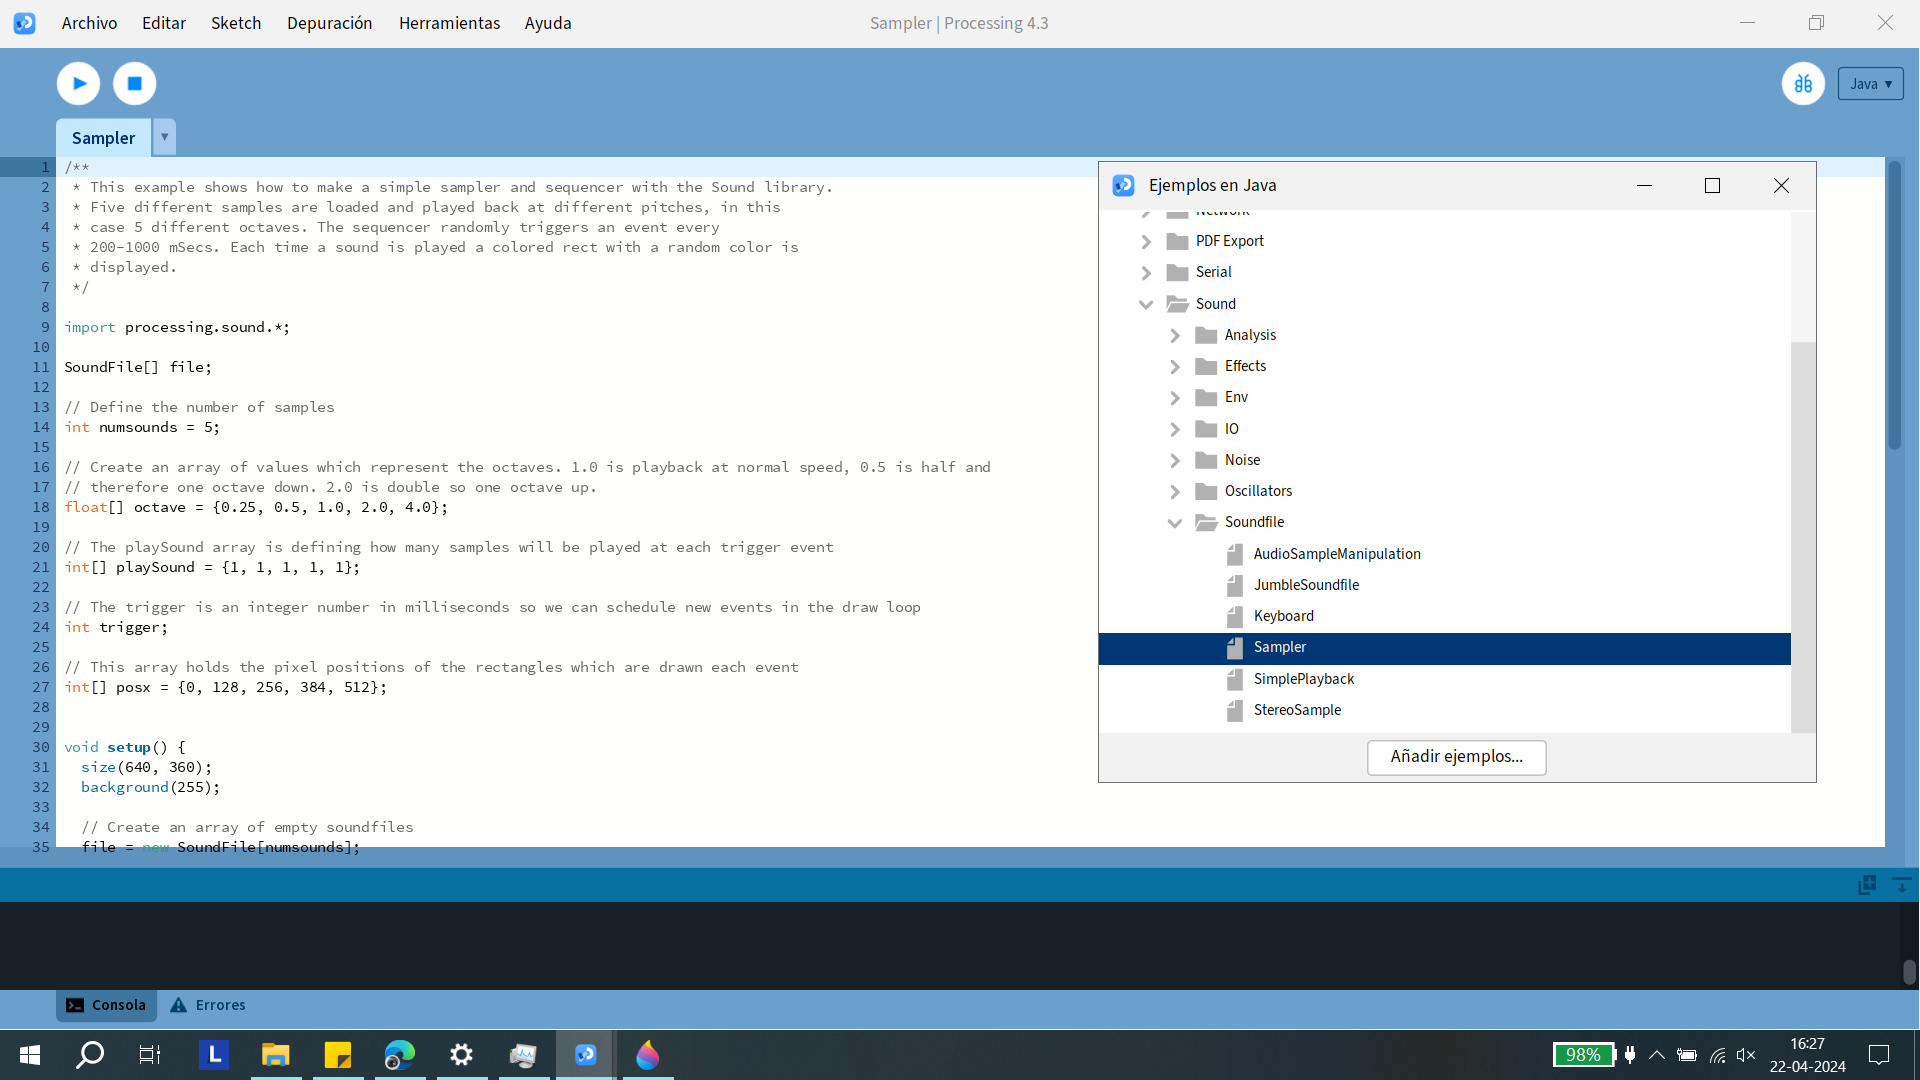 Archivo Editar Sketch Depuración Herramientas Ayuda
Sampler | Processing 4.3
Java ▾
Sampler
1 /**
2 * This example shows how to make a simple sampler and sequencer with the Sound library.
3 * Five different samples are loaded and played back at different pitches, in this
4 * case 5 different octaves. The sequencer randomly triggers an event every
5 * 200-1000 mSecs. Each time a sound is played a colored rect with a random color is
6 * displayed.
7 */
8
9 import processing.sound.*;
10
11 SoundFile[] file;
12
13 // Define the number of samples
14 int numsounds = 5;
15
16 // Create an array of values which represent the octaves. 1.0 is playback at normal speed, 0.5 is half and
17 // therefore one octave down. 2.0 is double so one octave up.
18 float[] octave = {0.25, 0.5, 1.0, 2.0, 4.0};
19
20 // The playSound array is defining how many samples will be played at each trigger event
21 int[] playSound = {1, 1, 1, 1, 1};
22
23 // The trigger is an integer number in milliseconds so we can schedule new events in the draw loop
24 int trigger;
25
26 // This array holds the pixel positions of the rectangles which are drawn each event
27 int[] posx = {0, 128, 256, 384, 512};
28
29
30 void setup() {
31 size(640, 360);
32 background(255);
33
34 // Create an array of empty soundfiles
35 file = new SoundFile[numsounds];
Ejemplos en Java
Network
PDF Export
Serial
Sound
Analysis
Effects
Env
IO
Noise
Oscillators
Soundfile
AudioSampleManipulation
JumbleSoundfile
Keyboard
Sampler
SimplePlayback
StereoSample
Añadir ejemplos...
Consola
Errores
L
98%
16:27
22-04-2024